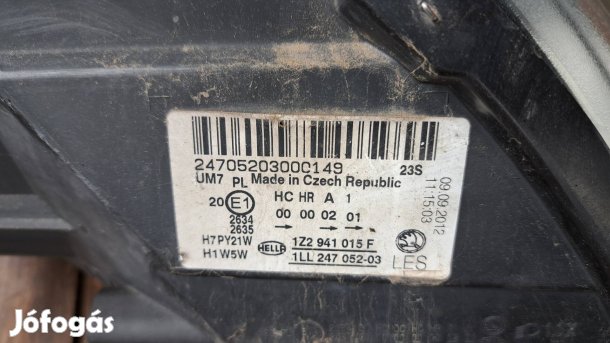 24705203000149 23S
UM7 PL Made in Czech Republic
HC HR A 1
20 E1 00 00 02 01
2634
2635
H7PY21W HELLA 1Z2 941 015 F
H1W5W 1LL 247 052-03 LES
09.09.2012
11:15:03
Jófogás